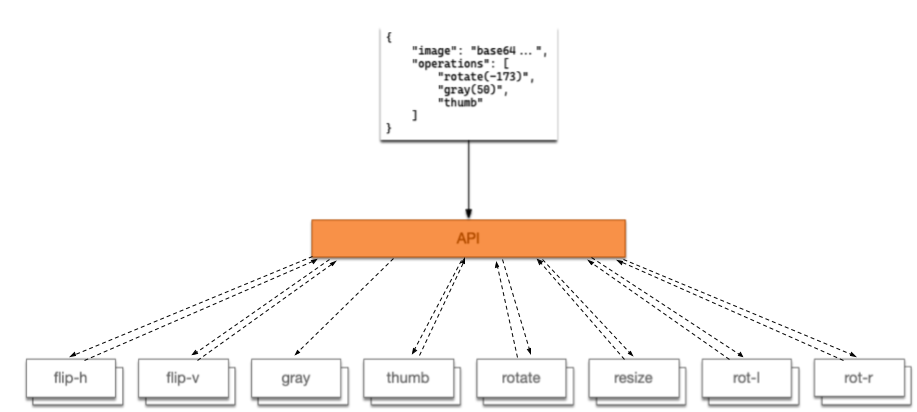 {
"image": "base64...",
"operations": [
"rotate(-173)",
"gray(50)",
"thumb"
]
}
API
flip-h flip-v gray thumb rotate resize rot-l rot-r